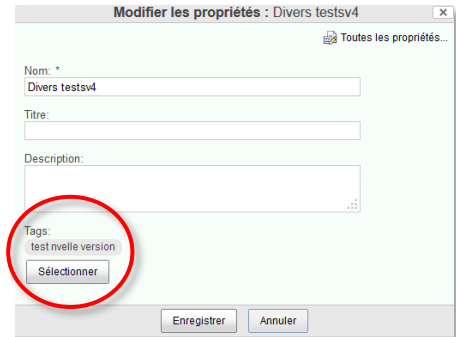 Modifier les propriétés : Divers testsv4
Toutes les propriétés...
Nom: *
Divers testsv4
Titre:
Description:
Tags:
test nvelle version
Sélectionner
Enregistrer Annuler